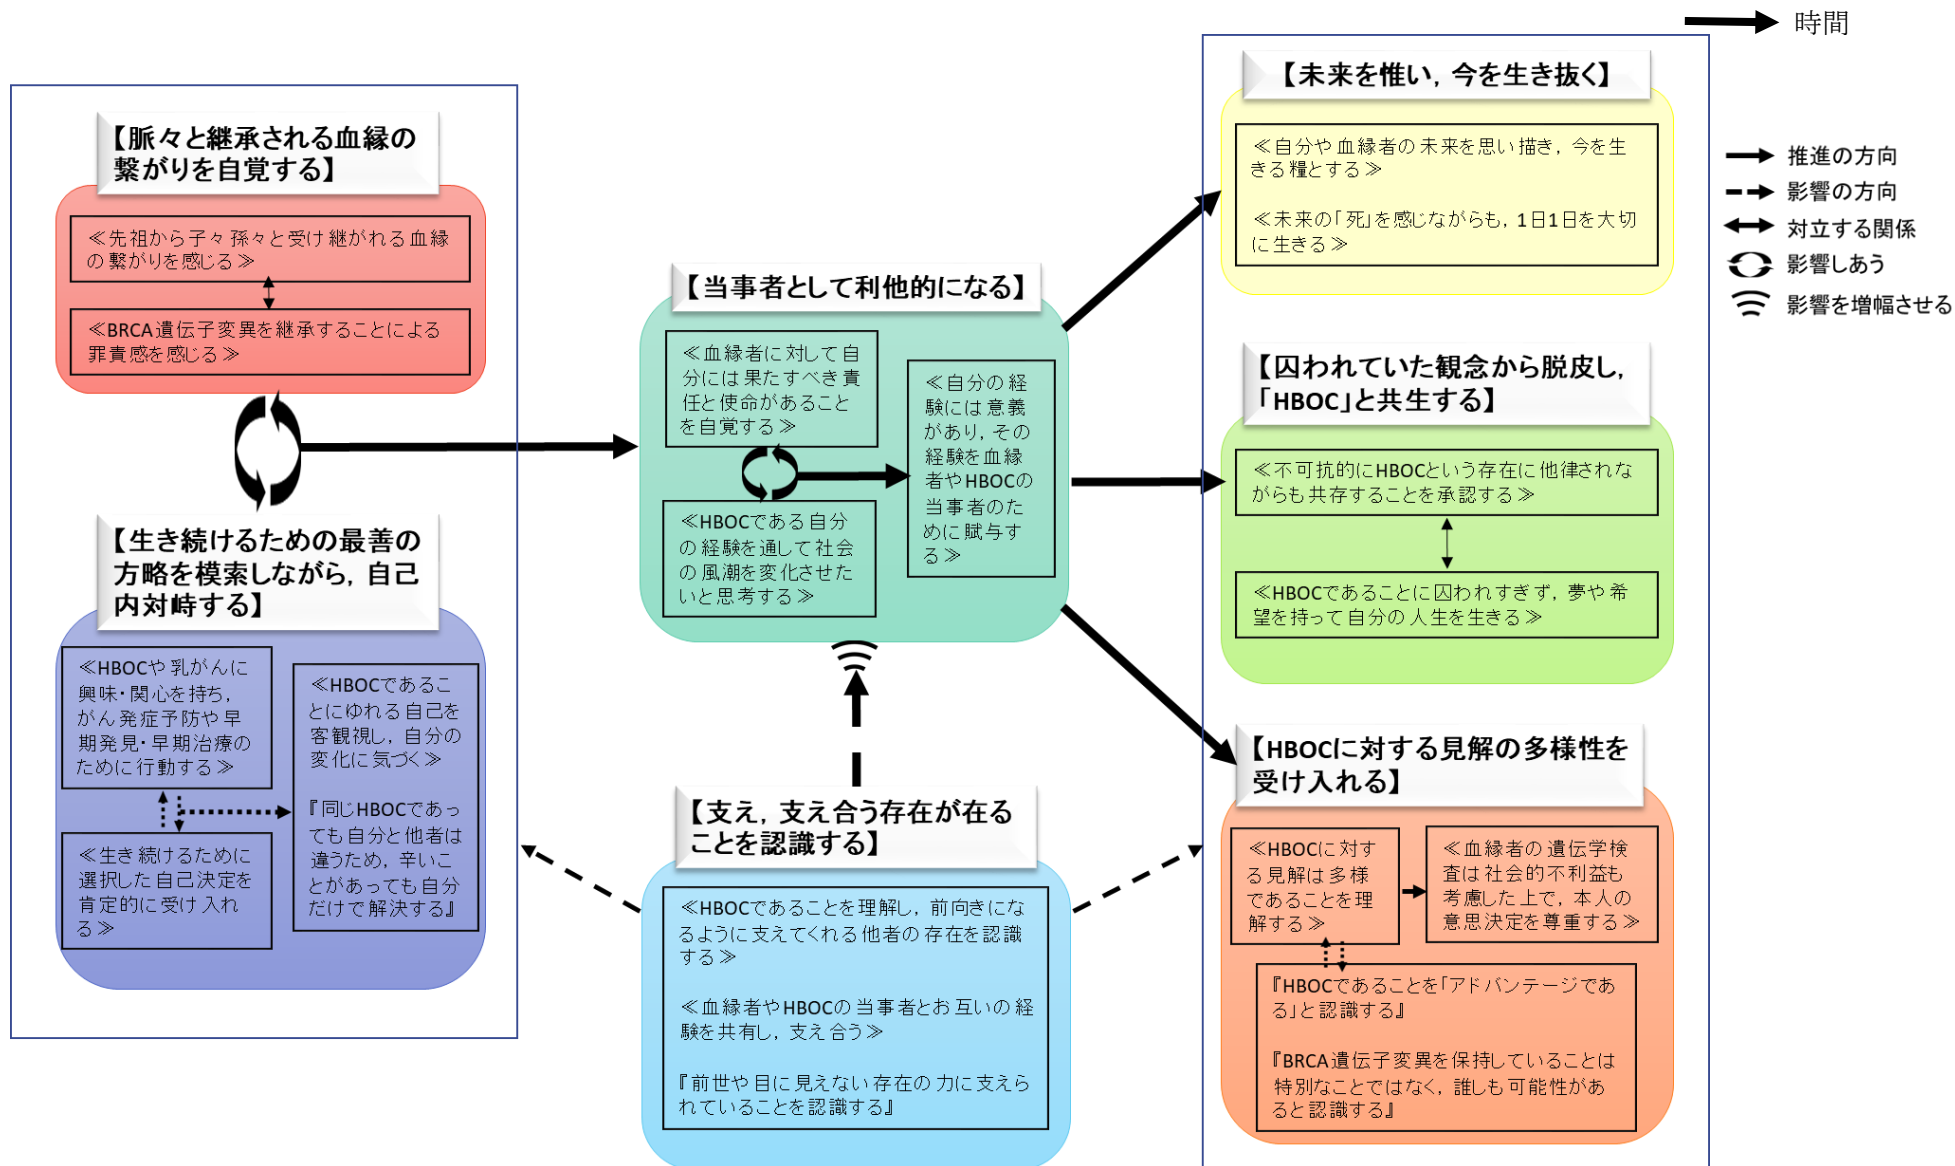 時間
【脈々と継承される血縁の
繋がりを自覚する】
≪先祖から子々孫々と受け継がれる血縁
の繋がりを感じる≫
≪BRCA遺伝子変異を継承することによる
罪責感を感じる≫
【生き続けるための最善の
方略を模索しながら，自己
内対峙する】
≪HBOCや乳がんに
興味・関心を持ち，
がん発症予防や早
期発見・早期治療の
ために行動する≫
≪生き続けるために
選択した自己決定を
肯定的に受け入れ
る≫
≪HBOCであるこ
とにゆれる自己を
客観視し，自分の
変化に気づく≫
『同じHBOCであっ
ても自分と他者は
違うため，辛いこ
とがあっても自分
だけで解決する』
【当事者として利他的になる】
≪血縁者に対して自
分には果たすべき責
任と使命があること
を自覚する≫
≪HBOCである自分
の経験を通して社会
の風潮を変化させた
いと思考する≫
≪自分の経
験には意義
があり，その
経験を血縁
者やHBOCの
当事者のた
めに賦与す
る≫
【支え，支え合う存在が在る
ことを認識する】
≪HBOCであることを理解し，前向きにな
るように支えてくれる他者の存在を認識
する≫
≪血縁者やHBOCの当事者とお互いの経
験を共有し，支え合う≫
『前世や目に見えない存在の力に支えら
れていることを認識する』
【未来を惟い，今を生き抜く】
≪自分や血縁者の未来を思い描き，今を生
きる糧とする≫
≪未来の「死」を感じながらも，1日1日を大切
に生きる≫
【囚われていた観念から脱皮し，
「HBOC」と共生する】
≪不可抗的にHBOCという存在に他律されな
がらも共存することを承認する≫
≪HBOCであることに囚われすぎず，夢や希
望を持って自分の人生を生きる≫
【HBOCに対する見解の多様性を
受け入れる】
≪HBOCに対す
る見解は多様
であることを理
解する≫
≪血縁者の遺伝学検
査は社会的不利益も
考慮した上で，本人の
意思決定を尊重する≫
『HBOCであることを「アドバンテージであ
る」と認識する』
『BRCA遺伝子変異を保持していることは
特別なことではなく，誰しも可能性があ
ると認識する』
推進の方向
影響の方向
対立する関係
影響しあう
影響を増幅させる